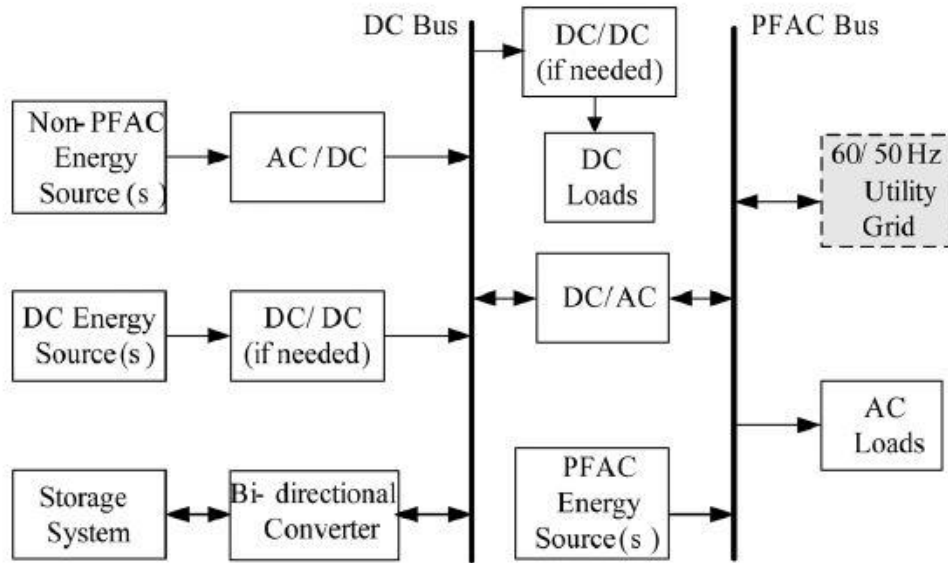 DC Bus
DC/DC
(if needed)
PFAC Bus
Non-PFAC
Energy
Source(s)
AC/DC
DC
Loads
60/50 Hz
Utility
Grid
DC Energy
Source(s)
DC/DC
(if needed)
DC/AC
AC
Loads
Storage
System
Bi-directional
Converter
PFAC
Energy
Source(s)